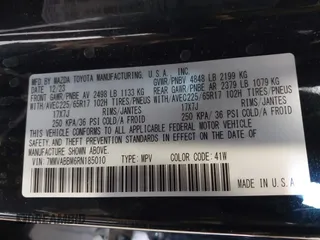 MFD. BY MAZDA TOYOTA MANUFACTURING, U.S.A. INC
DATE: 12/23 GVWR/PNBV 4848 LB 2199 KG
FRONT GAWR/PNBE AV 2498 LB 1133 KG REAR GAWR/PNBE AR 2379 LB 1079 KG
WITH/AVEC225/65R17 102H TIRES/PNEUS WITH/AVEC225/65R17 102H TIRES/PNEUS
17X7J RIMS/JANTES 17X7J RIMS/JANTES
250 KPA/36 PSI COLD/A FROID 250 KPA/36 PSI COLD/A FROID
THIS VEHICLE CONFORMS TO ALL APPLICABLE U.S. FEDERAL MOTOR VEHICLE
SAFETY, AND THEFT PREVENTION STANDARDS IN EFFECT ON THE DATE OF
MANUFACTURE SHOWN ABOVE.
VIN: 7MMVABBM6RN185010 TYPE: MPV COLOR CODE: 41W
MADE IN U.S.A.